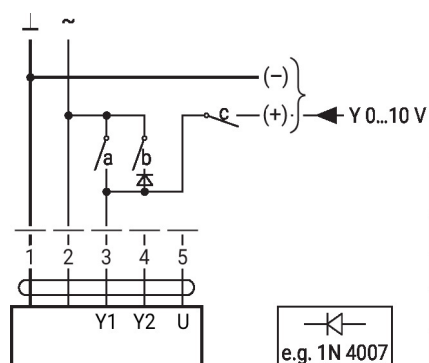 ⊥ ~
(–)
c (+) Y 0...10 V
a b
1 2 3 4 5
Y1 Y2 U
e.g. 1N 4007